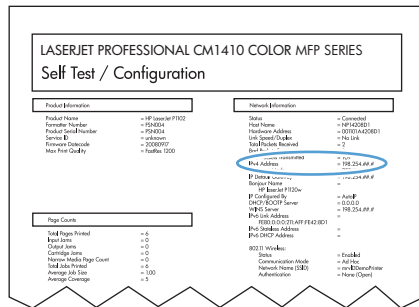 LASERJET PROFESSIONAL CM1410 COLOR MFP SERIES
Self Test / Configuration
Product Information
Product Name = HP LaserJet P1102
Formatter Number = PSN004
Product Serial Number = PSN004
Service ID = unknown
Firmware Datecode = 20080917
Max Print Quality = FastRes 1200
Page Counts
Total Pages Printed = 6
Input Jams = 0
Output Jams = 0
Cartridge Jams = 0
Narrow Media Page Count = 0
Total Jobs Printed = 6
Average Job Size = 1.00
Average Coverage = 5
Network Information
Status = Connected
Host Name = NPI420BD1
Hardware Address = 001101A420BD1
Link Speed/Duplex = No Link
Total Packets Received = 2
IPv4 Address = 198.254.##.#
IP Default Gateway = 198.254.##.#
Bonjour Name =
HP LaserJet P1120w
IP Configured By = AutoIP
DHCP/BOOTP Server = 0.0.0.0
WINS Server = 198.254.##.#
IPv6 Link Address =
FE80:0:0:0:211:AFF:FE42:BD1
IPv6 Stateless Address =
IPv6 DHCP Address =
802.11 Wireless:
Status = Enabled
Communication Mode = Ad Hoc
Network Name (SSID) = mrvlDemoPrinter
Authentication = None (Open)